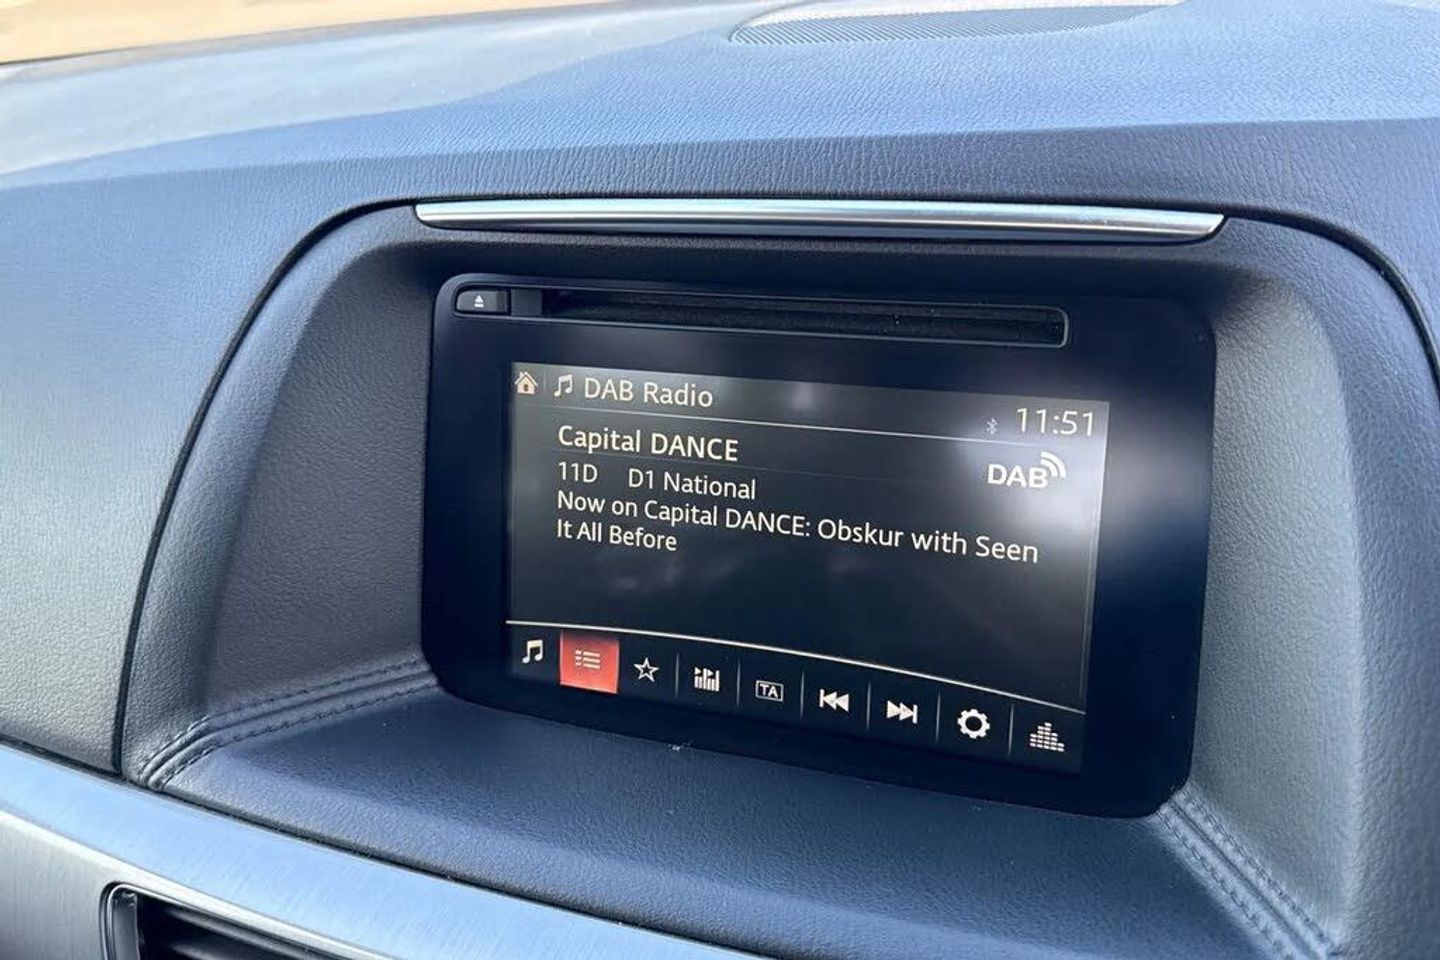 DAB Radio
11:51
Capital DANCE
DAB
11D D1 National
Now on Capital DANCE: Obskur with Seen
It All Before
TA